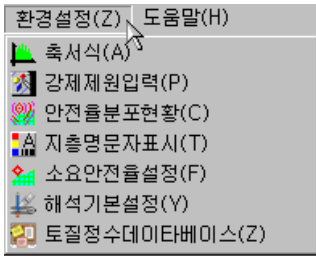 환경설정(Z) 도움말(H)
축서식(A)
강제제원입력(P)
안전율분포현황(C)
지층명문자표시(T)
소요안전율설정(F)
해석기본설정(Y)
토질정수데이타베이스(Z)